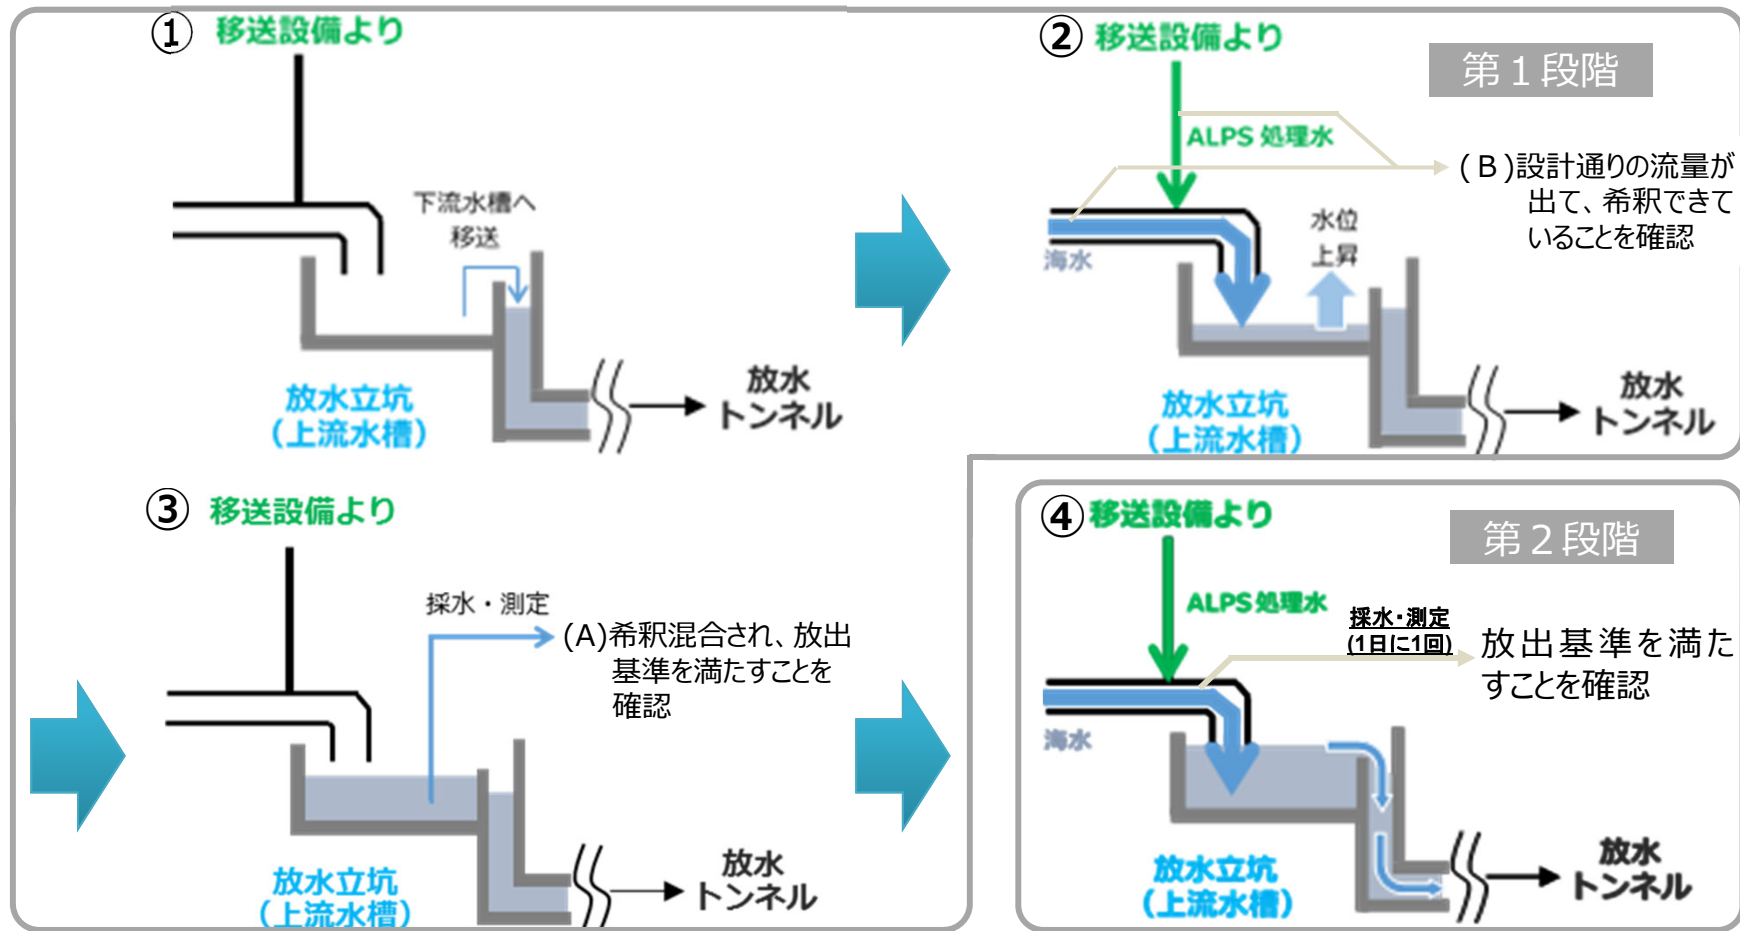 ① 移送設備より
下流水槽へ
移送
放水立坑
(上流水槽)
放水
トンネル
② 移送設備より
第１段階
ALPS 処理水
(B)設計通りの流量が
出て、希釈できて
いることを確認
水位
上昇
海水
放水立坑
(上流水槽)
放水
トンネル
③ 移送設備より
採水・測定
(A)希釈混合され、放出
基準を満たすことを
確認
放水立坑
(上流水槽)
放水
トンネル
④ 移送設備より
第２段階
ALPS 処理水
採水・測定
(1日に1回)
放出基準を満た
すことを確認
海水
放水立坑
(上流水槽)
放水
トンネル